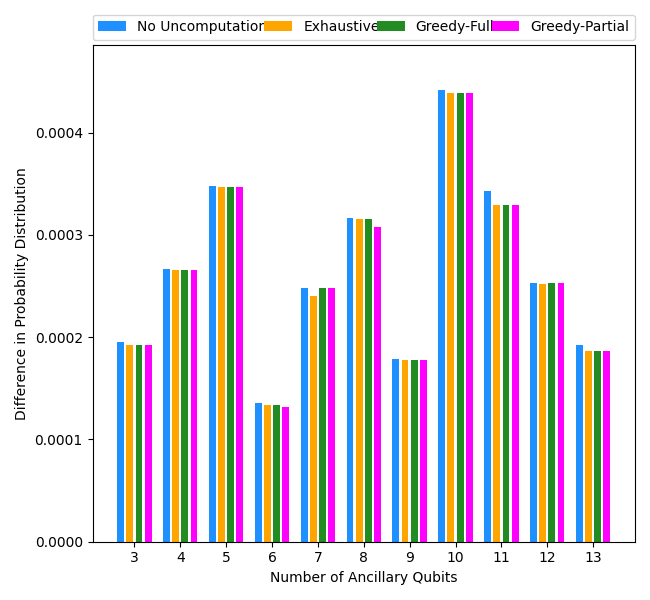 No Uncomputation Exhaustive Greedy-Full Greedy-Partial
Difference in Probability Distribution
0.0004
0.0003
0.0002
0.0001
0.0000
3 4 5 6 7 8 9 10 11 12 13
Number of Ancillary Qubits